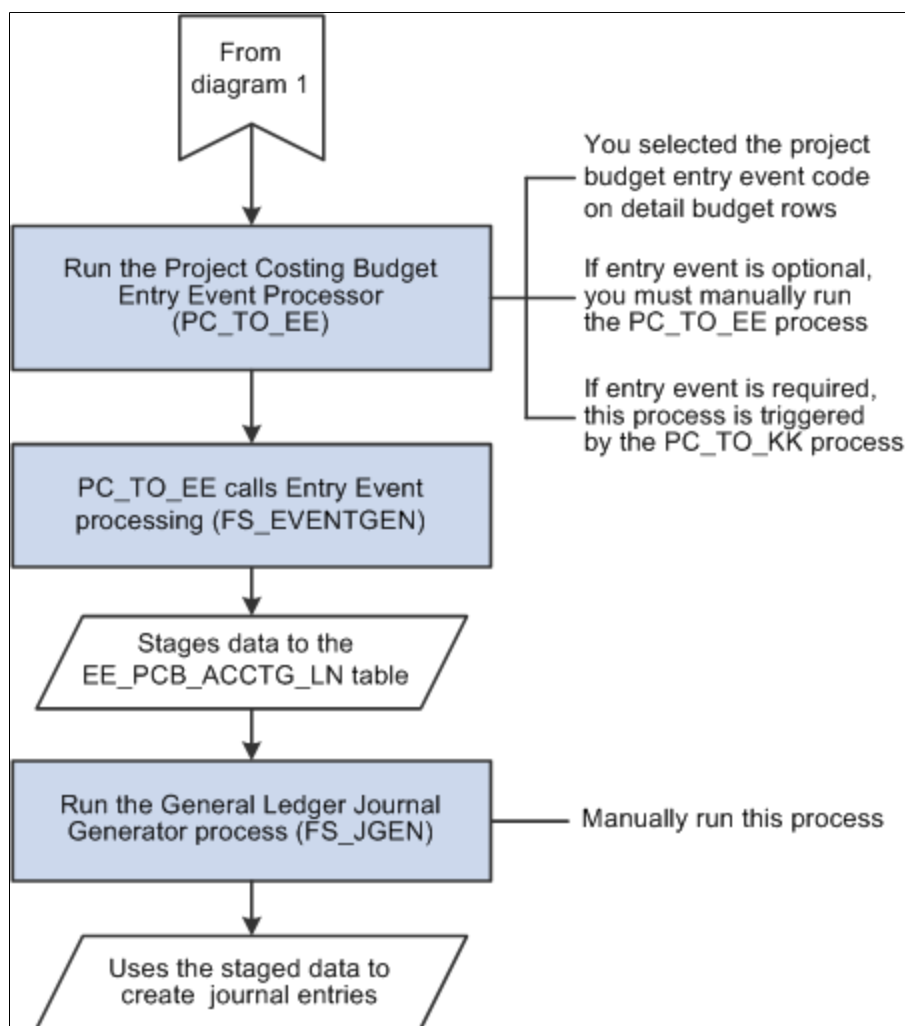 From
diagram 1
You selected the project
budget entry event code
on detail budget rows
Run the Project Costing Budget
Entry Event Processor
(PC_TO_EE)
If entry event is optional,
you must manually run
the PC_TO_EE process
If entry event is required,
this process is triggered
by the PC_TO_KK process
PC_TO_EE calls Entry Event
processing (FS_EVENTGEN)
Stages data to the
EE_PCB_ACCTG_LN table
Run the General Ledger Journal
Generator process (FS_JGEN)
Manually run this process
Uses the staged data to
create journal entries